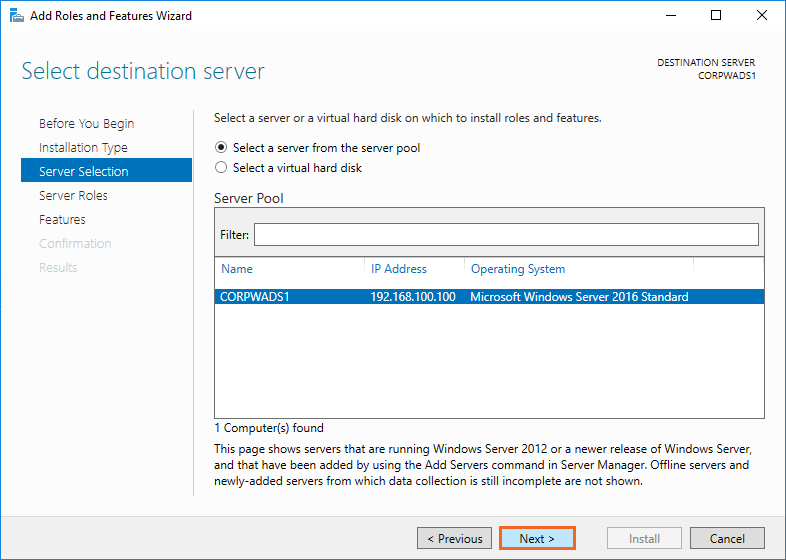 Add Roles and Features Wizard
Select destination server
DESTINATION SERVER
CORPWADS1
Before You Begin
Installation Type
Server Selection
Server Roles
Features
Confirmation
Results
Select a server or a virtual hard disk on which to install roles and features.
Select a server from the server pool
Select a virtual hard disk
Server Pool
Filter:
Name IP Address Operating System
CORPWADS1 192.168.100.100 Microsoft Windows Server 2016 Standard
1 Computer(s) found
This page shows servers that are running Windows Server 2012 or a newer release of Windows Server,
and that have been added by using the Add Servers command in Server Manager. Offline servers and
newly-added servers from which data collection is still incomplete are not shown.
< Previous Next > Install Cancel